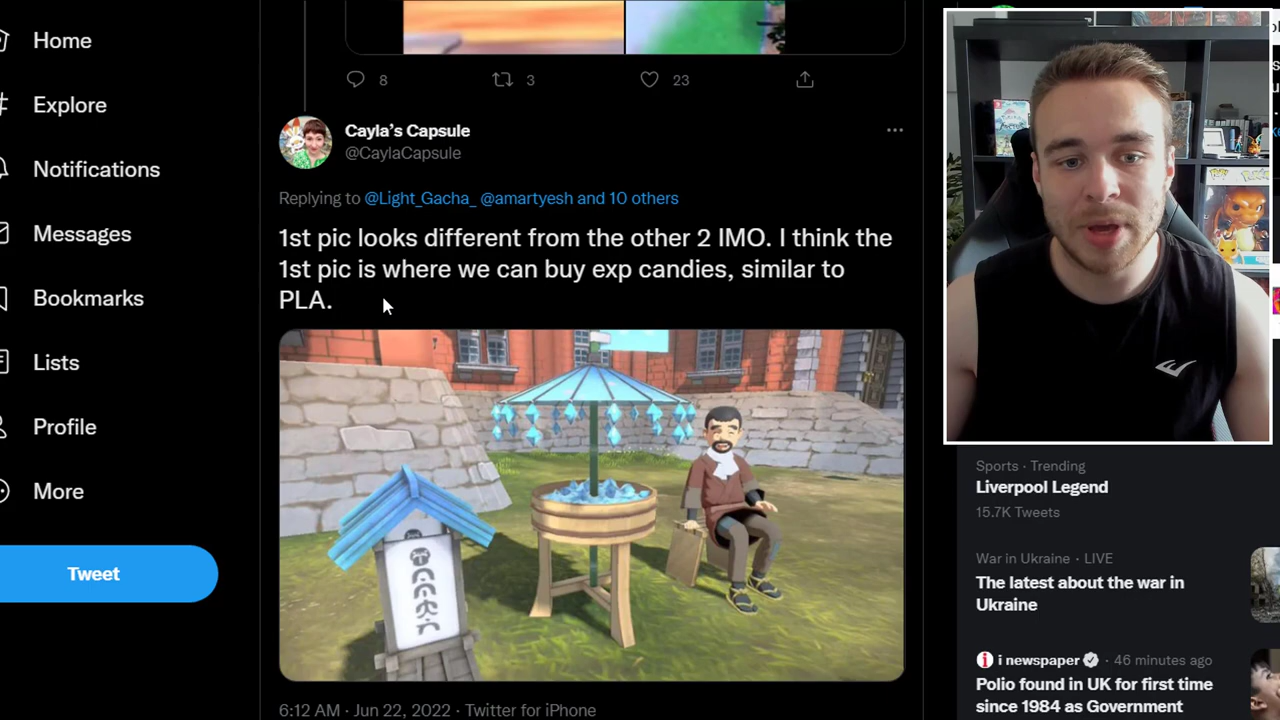 Home
Explore
Notifications
Messages
Bookmarks
Lists
Profile
More
Tweet
8
3
23
Cayla's Capsule
@CaylaCapsule
Replying to @Light_Gacha_ @amartyesh and 10 others
1st pic looks different from the other 2 IMO. I think the
1st pic is where we can buy exp candies, similar to
PLA.
6:12 AM · Jun 22, 2022 · Twitter for iPhone
Sports · Trending
Liverpool Legend
15.7K Tweets
War in Ukraine · LIVE
The latest about the war in
Ukraine
i newspaper · 46 minutes ago
Polio found in UK for first time
since 1984 as Government